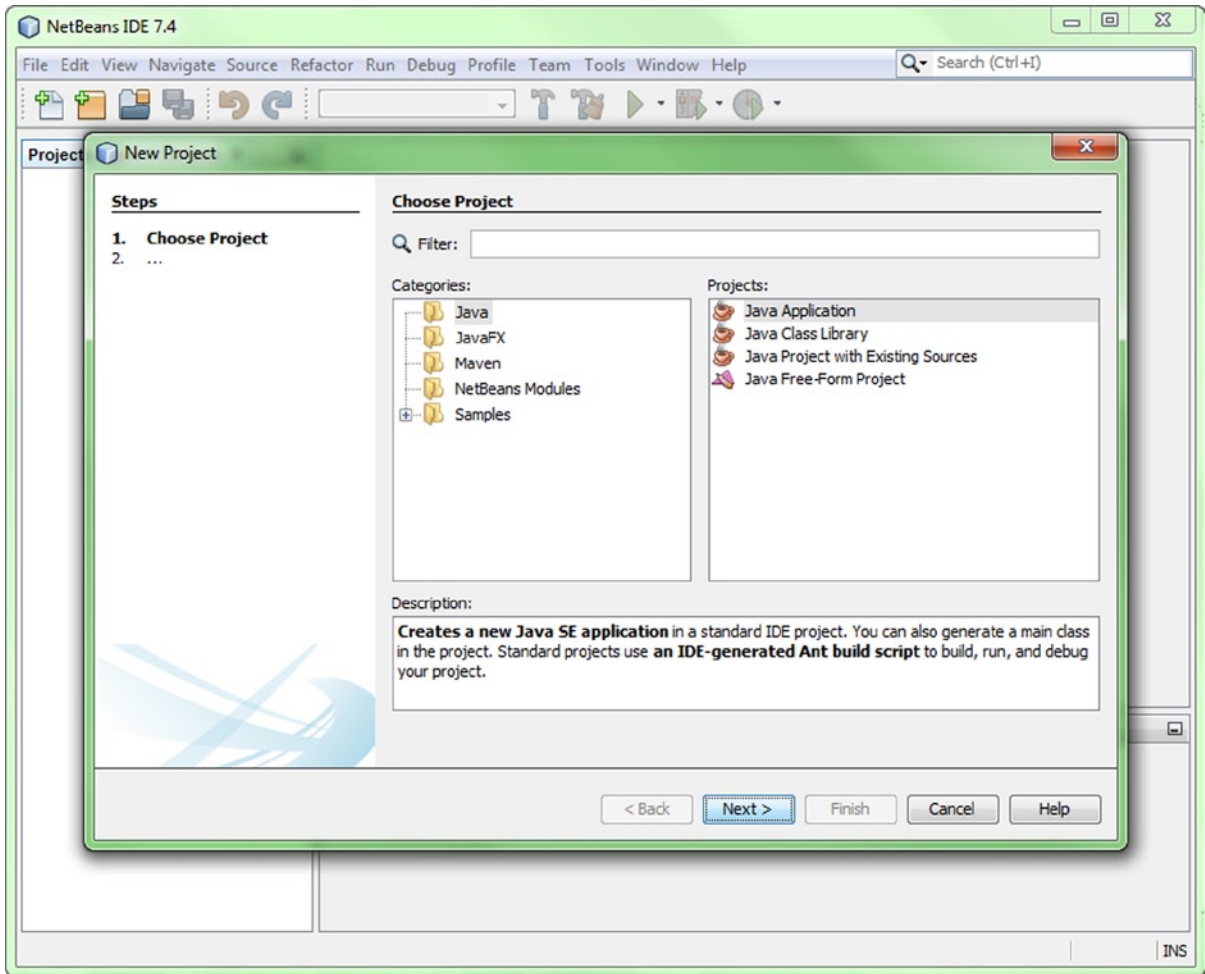 NetBeans IDE 7.4
File Edit View Navigate Source Refactor Run Debug Profile Team Tools Window Help
Search (Ctrl+I)
Project
New Project
Steps
1. Choose Project
2. ...
Choose Project
Filter:
Categories:
Java
JavaFX
Maven
NetBeans Modules
Samples
Projects:
Java Application
Java Class Library
Java Project with Existing Sources
Java Free-Form Project
Description:
Creates a new Java SE application in a standard IDE project. You can also generate a main class
in the project. Standard projects use an IDE-generated Ant build script to build, run, and debug
your project.
< Back Next > Finish Cancel Help
INS